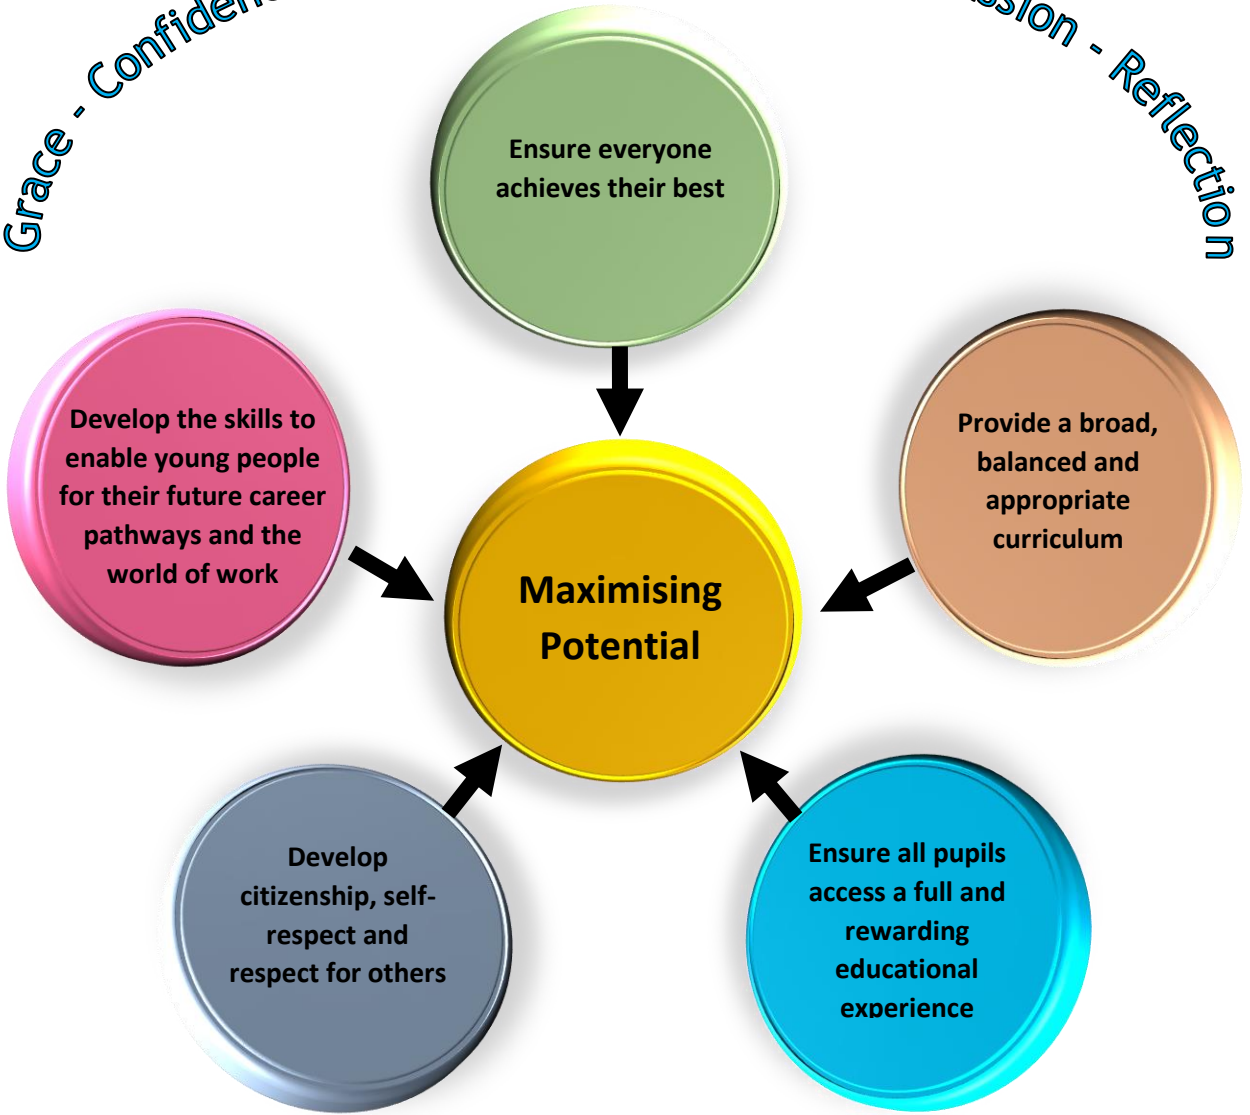 Grace - Confiden
ssion - Reflection
Ensure everyone
achieves their best
Develop the skills to
enable young people
for their future career
pathways and the
world of work
Provide a broad,
balanced and
appropriate
curriculum
Maximising
Potential
Develop
citizenship, self-
respect and
respect for others
Ensure all pupils
access a full and
rewarding
educational
experience